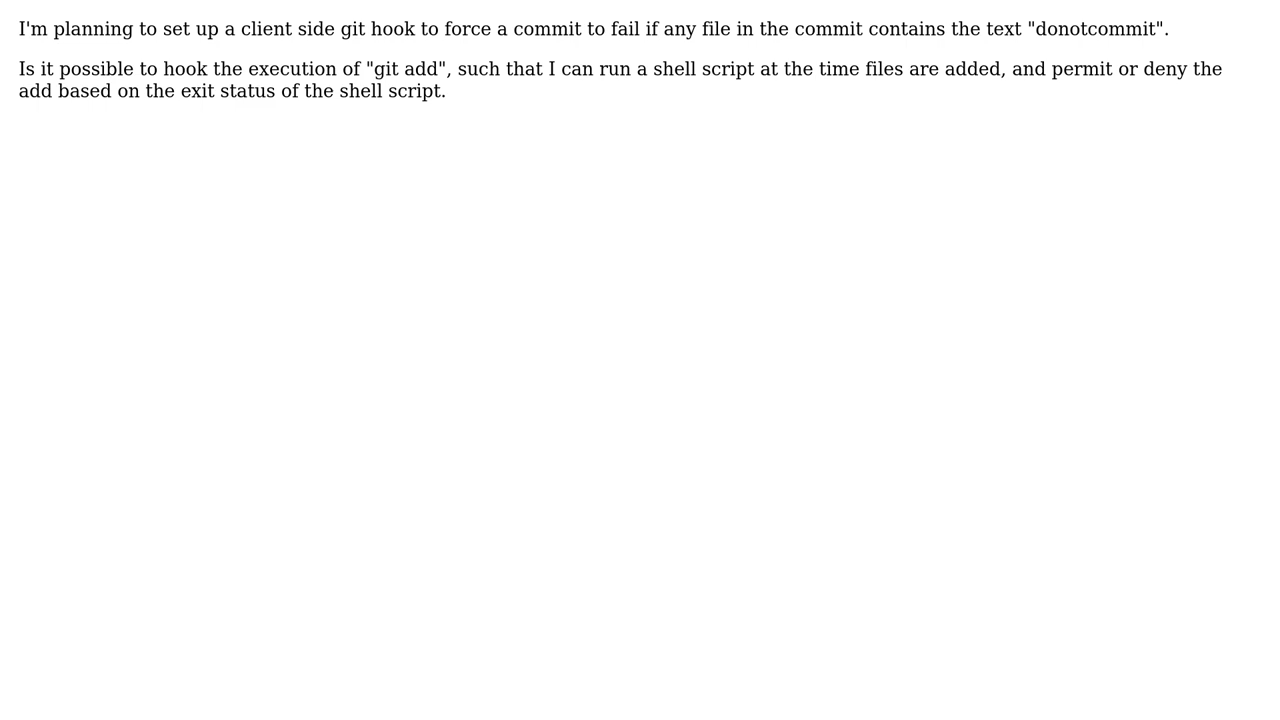 I'm planning to set up a client side git hook to force a commit to fail if any file in the commit contains the text "donotcommit".
Is it possible to hook the execution of "git add", such that I can run a shell script at the time files are added, and permit or deny the
add based on the exit status of the shell script.